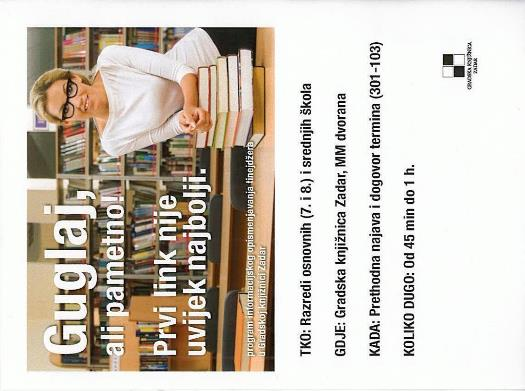 Guglaj,
ali pametno!
Prvi link nije
uvijek najbolji.
program informacijskog opismenjavanja tinejdžera
u Gradskoj knjižnici Zadar
TKO: Razredi osnovnih (7. i 8.) i srednjih škola
GDJE: Gradska knjižnica Zadar, MM dvorana
KADA: Prethodna najava i dogovor termina (301-103)
KOLIKO DUGO: Od 45 min do 1 h.
GRADSKA KNJIŽNICA
ZADAR